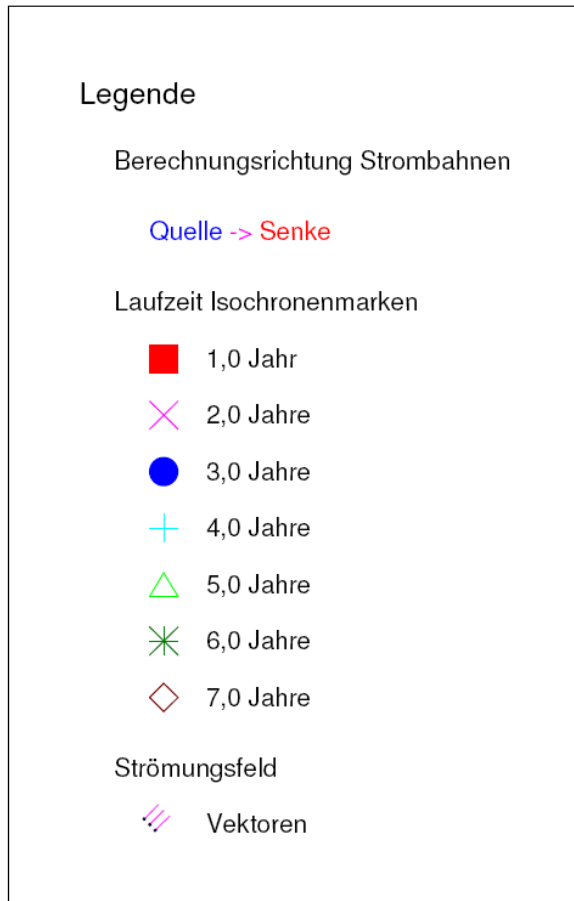 Legende
Berechnungsrichtung Strombahnen
Quelle -> Senke
Laufzeit Isochronenmarken
1,0 Jahr
2,0 Jahre
3,0 Jahre
4,0 Jahre
5,0 Jahre
6,0 Jahre
7,0 Jahre
Strömungsfeld
Vektoren